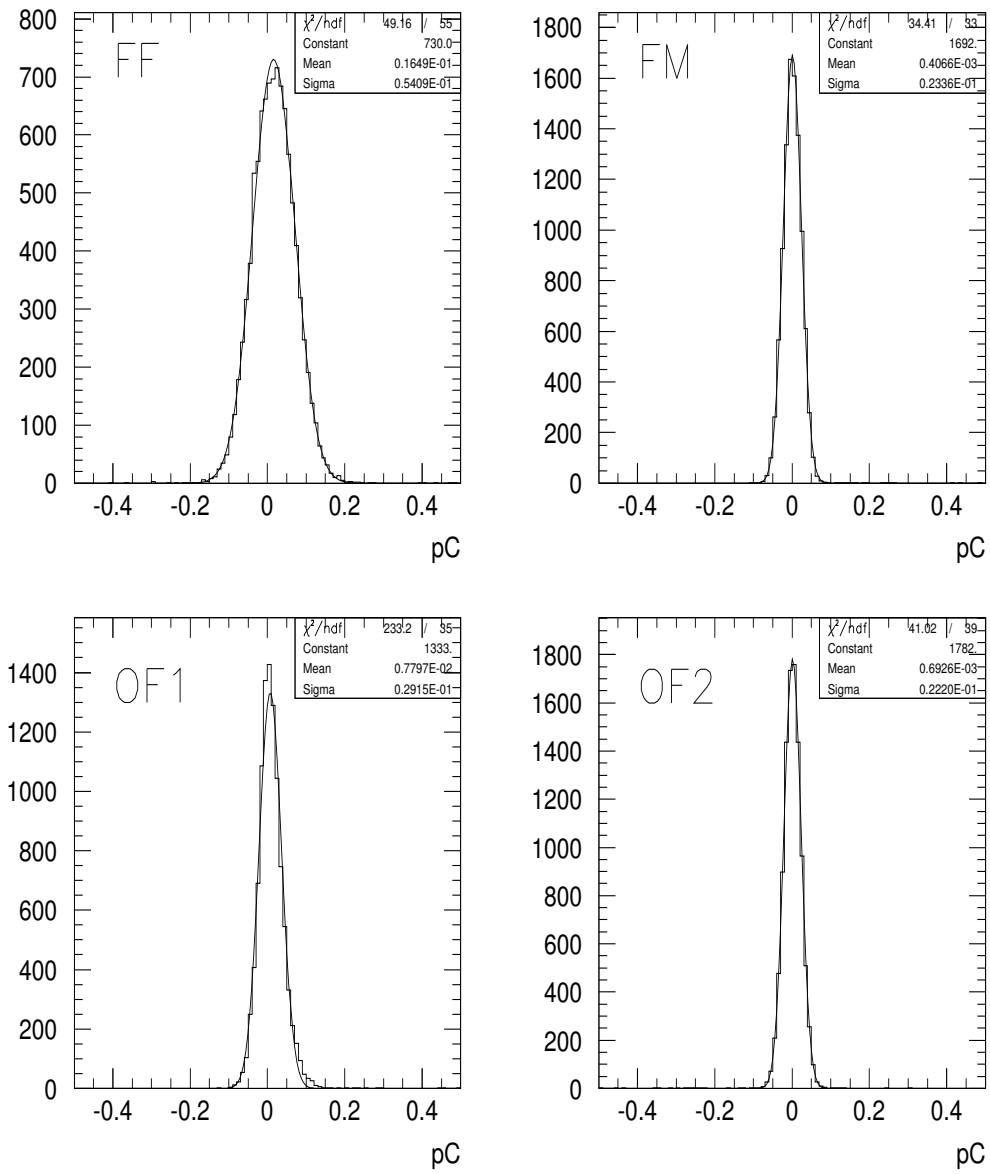 FF
χ²/ndf 49.16 / 55
Constant 730.0
Mean 0.1649E-01
Sigma 0.5409E-01
800
700
600
500
400
300
200
100
0
-0.4 -0.2 0 0.2 0.4
pC
FM
χ²/ndf 34.41 / 33
Constant 1692.
Mean 0.4066E-03
Sigma 0.2336E-01
1800
1600
1400
1200
1000
800
600
400
200
0
-0.4 -0.2 0 0.2 0.4
pC
OF1
χ²/ndf 233.2 / 35
Constant 1333.
Mean 0.7797E-02
Sigma 0.2915E-01
1400
1200
1000
800
600
400
200
0
-0.4 -0.2 0 0.2 0.4
pC
OF2
χ²/ndf 41.02 / 39
Constant 1782.
Mean 0.6926E-03
Sigma 0.2220E-01
1800
1600
1400
1200
1000
800
600
400
200
0
-0.4 -0.2 0 0.2 0.4
pC